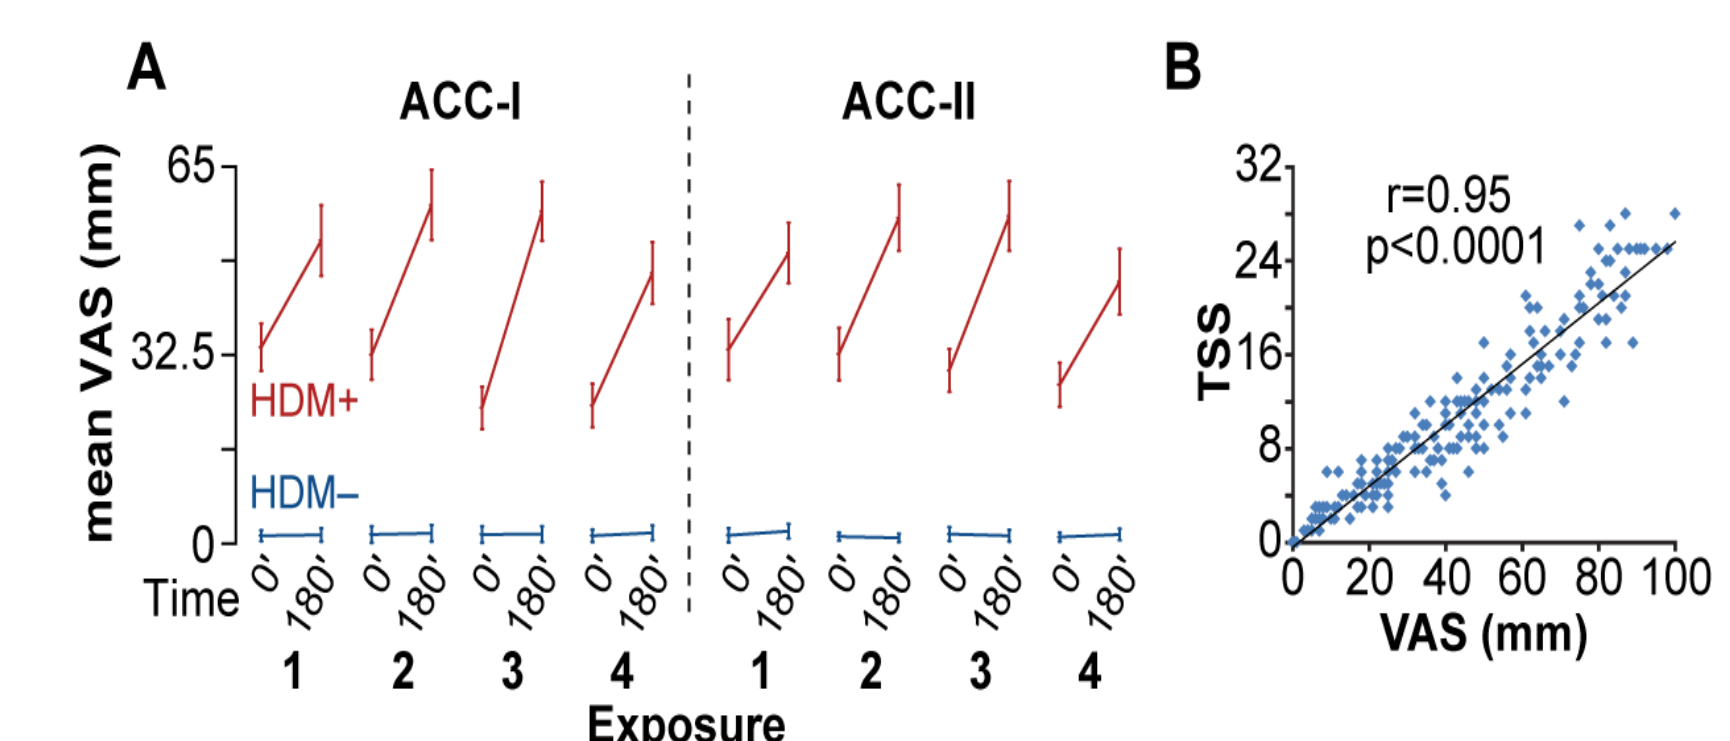 A
ACC-I
ACC-II
mean VAS (mm)
65
32.5
0
HDM+
HDM–
Time
0' 180' 0' 180' 0' 180' 0' 180' 0' 180' 0' 180' 0' 180' 0' 180'
1 2 3 4 1 2 3 4
Exposure
B
r=0.95
p<0.0001
TSS
32
24
16
8
0
0 20 40 60 80 100
VAS (mm)